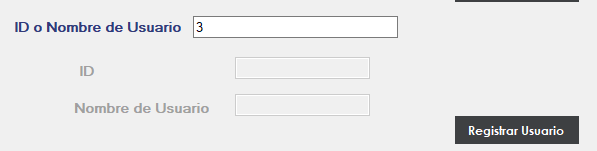 ID o Nombre de Usuario 3
ID
Nombre de Usuario
Registrar Usuario